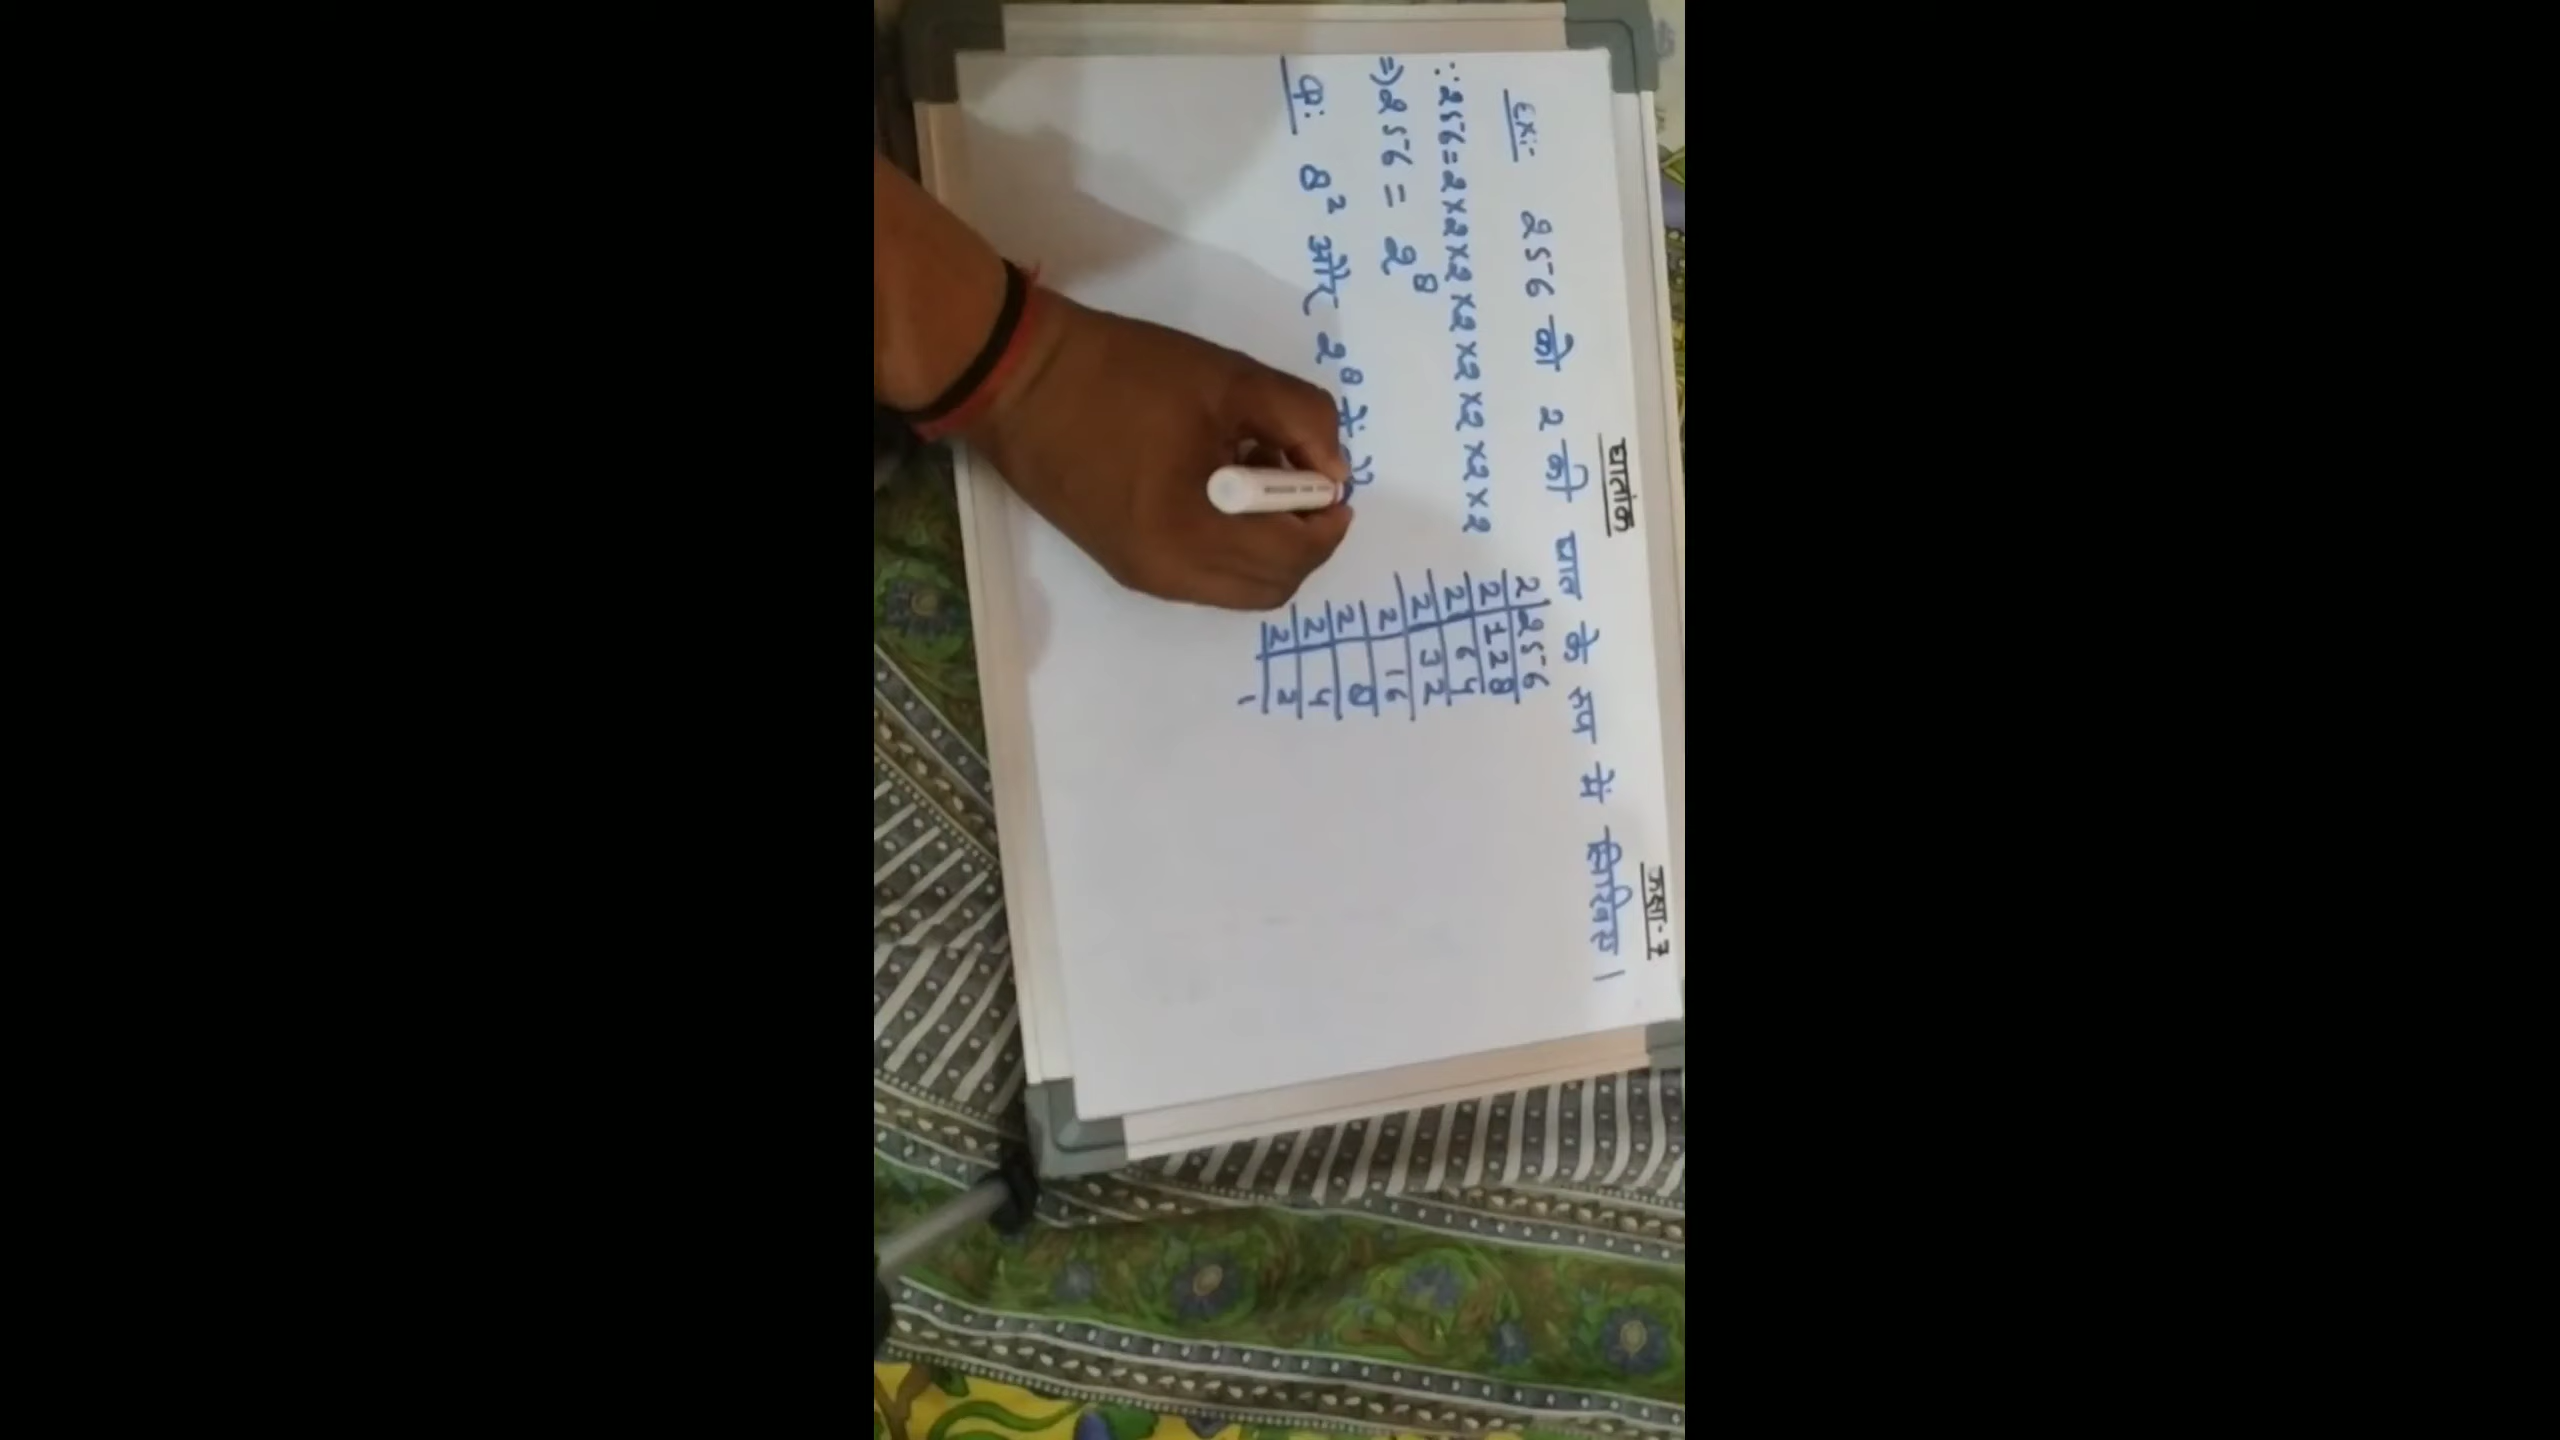 घातांक
कक्षा-7
Ex:- 256 को 2 की घात के रूप में लिखिए।
∵ 256 = 2×2×2×2×2×2×2×2
=) 256 = 2⁸
प्र: 8² और 2⁸ में
2|256
2|128
2|64
2|32
2|16
2|8
2|4
2|2
1